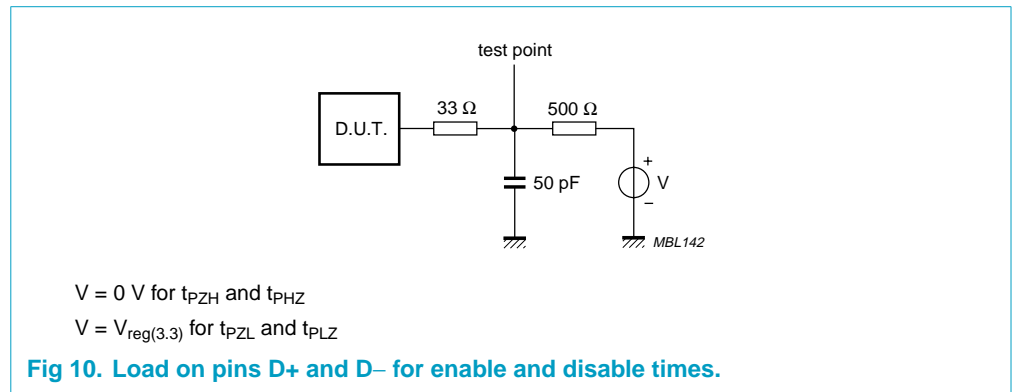 test point
33 Ω
500 Ω
D.U.T.
+
50 pF
V
–
MBL142
V = 0 V for tPZH and tPHZ
V = Vreg(3.3) for tPZL and tPLZ
Fig 10. Load on pins D+ and D− for enable and disable times.